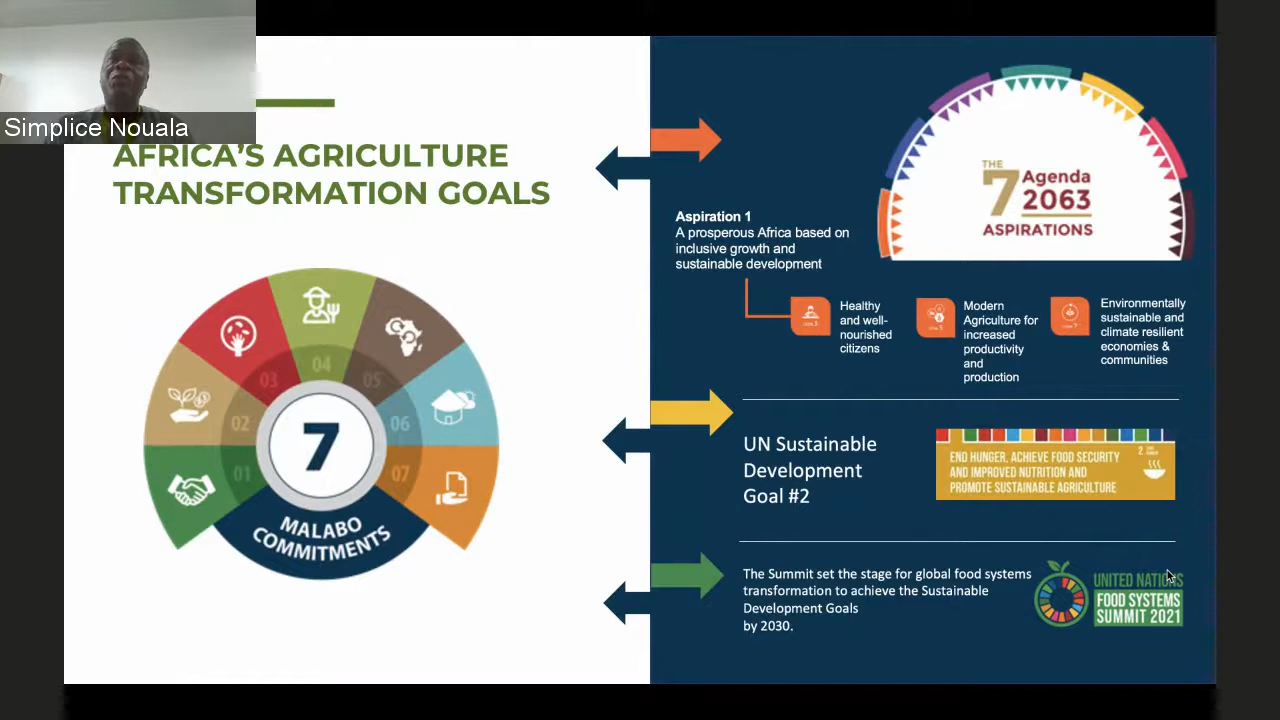 Simplice Nouala
AFRICA'S AGRICULTURE
TRANSFORMATION GOALS
01
02
03
04
05
06
07
7
MALABO
COMMITMENTS
THE
7 Agenda
2063
ASPIRATIONS
Aspiration 1
A prosperous Africa based on
inclusive growth and
sustainable development
Healthy
and well-
nourished
citizens
Modern
Agriculture for
increased
productivity
and
production
Environmentally
sustainable and
climate resilient
economies &
communities
UN Sustainable
Development
Goal #2
END HUNGER, ACHIEVE FOOD SECURITY
AND IMPROVED NUTRITION AND
PROMOTE SUSTAINABLE AGRICULTURE
2
The Summit set the stage for global food systems
transformation to achieve the Sustainable
Development Goals
by 2030.
UNITED NATIONS
FOOD SYSTEMS
SUMMIT 2021